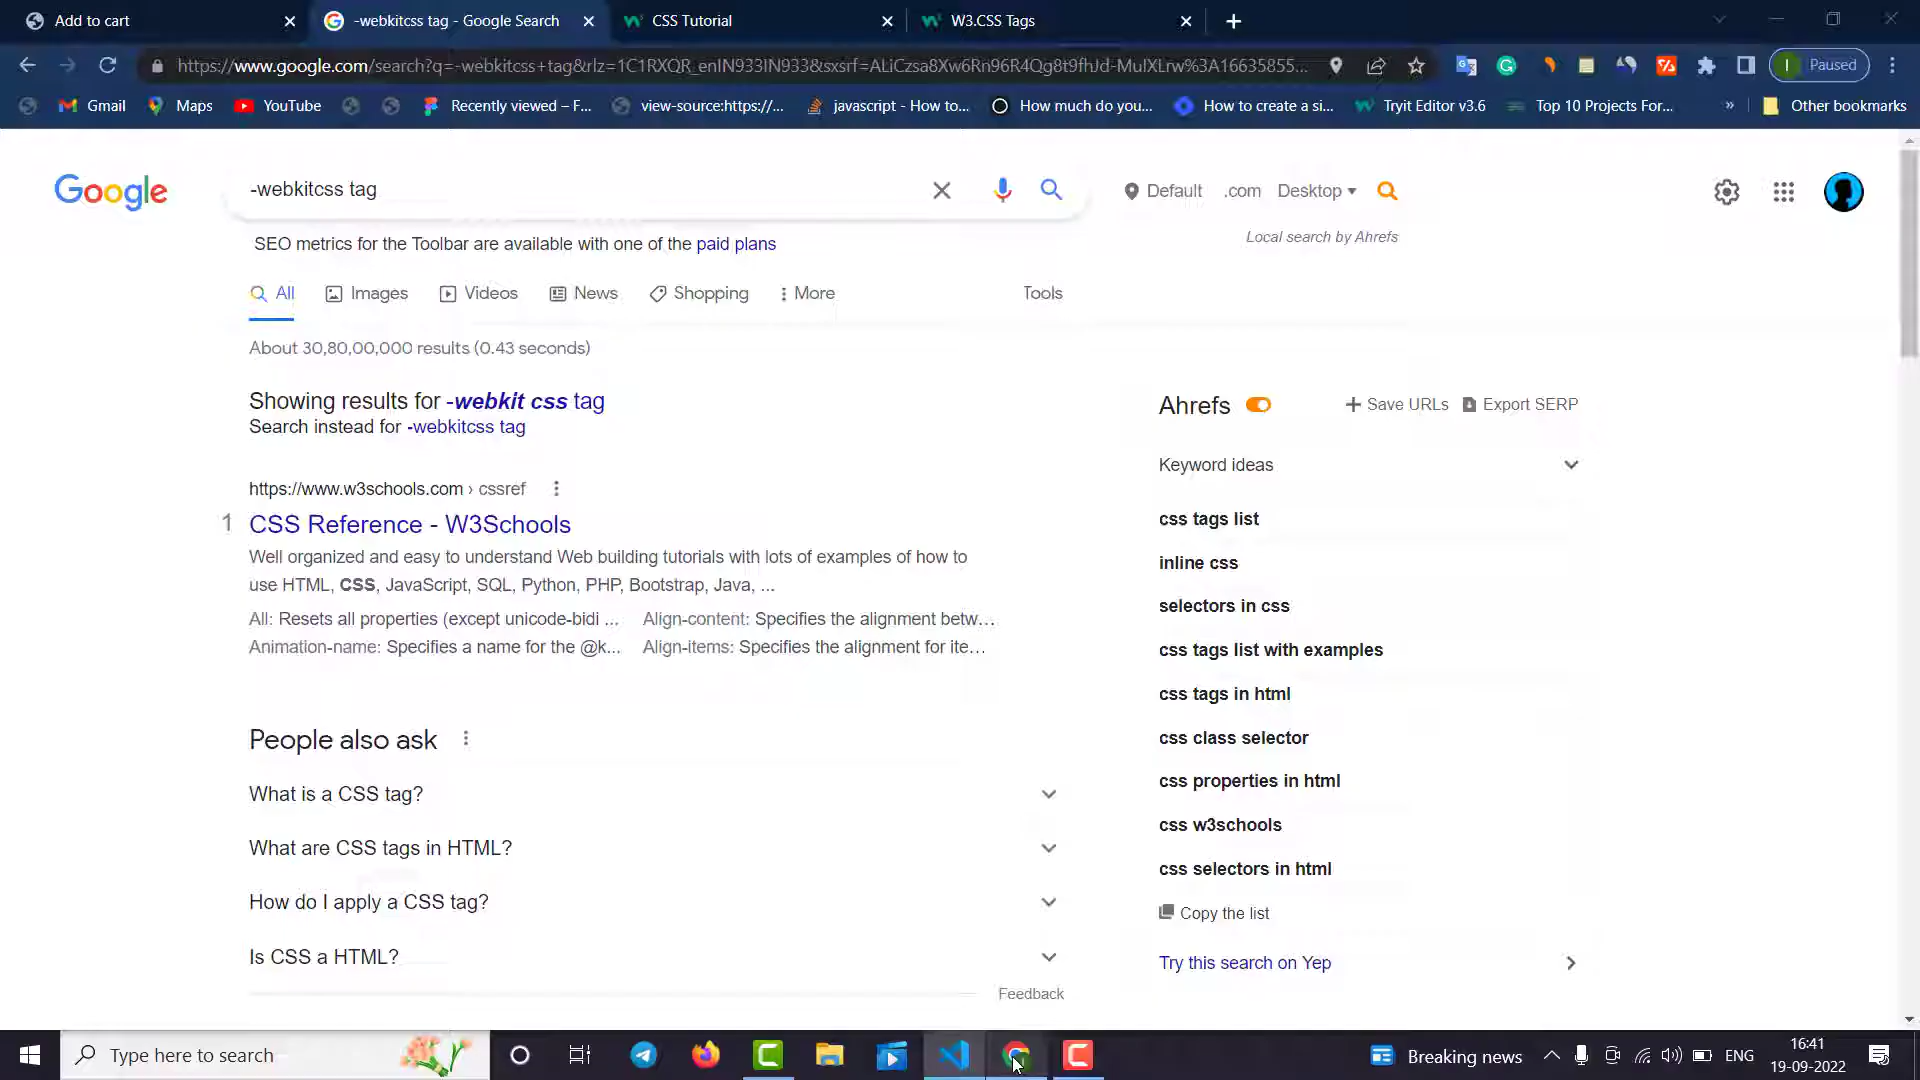 Add to cart
-webkitcss tag - Google Search
CSS Tutorial
W3.CSS Tags
https://www.google.com/search?q=-webkitcss+tag&rlz=1C1RXQR_enIN933IN933&sxsrf=ALiCzsa8Xw6Rn96R4Qg8t9fhJd-MulXLrw%3A16635855...
Paused
Gmail
Maps
YouTube
Recently viewed – F...
view-source:https://...
javascript - How to...
How much do you...
How to create a si...
Tryit Editor v3.6
Top 10 Projects For...
»
Other bookmarks
Google
-webkitcss tag
Default
.com
Desktop
Local search by Ahrefs
SEO metrics for the Toolbar are available with one of the paid plans
All
Images
Videos
News
Shopping
More
Tools
About 30,80,00,000 results (0.43 seconds)
Showing results for -webkit css tag
Search instead for -webkitcss tag
https://www.w3schools.com › cssref
1
CSS Reference - W3Schools
Well organized and easy to understand Web building tutorials with lots of examples of how to
use HTML, CSS, JavaScript, SQL, Python, PHP, Bootstrap, Java, ...
All: Resets all properties (except unicode-bidi ...
Align-content: Specifies the alignment betw...
Animation-name: Specifies a name for the @k...
Align-items: Specifies the alignment for ite...
People also ask
What is a CSS tag?
What are CSS tags in HTML?
How do I apply a CSS tag?
Is CSS a HTML?
Feedback
Ahrefs
Save URLs
Export SERP
Keyword ideas
css tags list
inline css
selectors in css
css tags list with examples
css tags in html
css class selector
css properties in html
css w3schools
css selectors in html
Copy the list
Try this search on Yep
Type here to search
Breaking news
ENG
16:41
19-09-2022